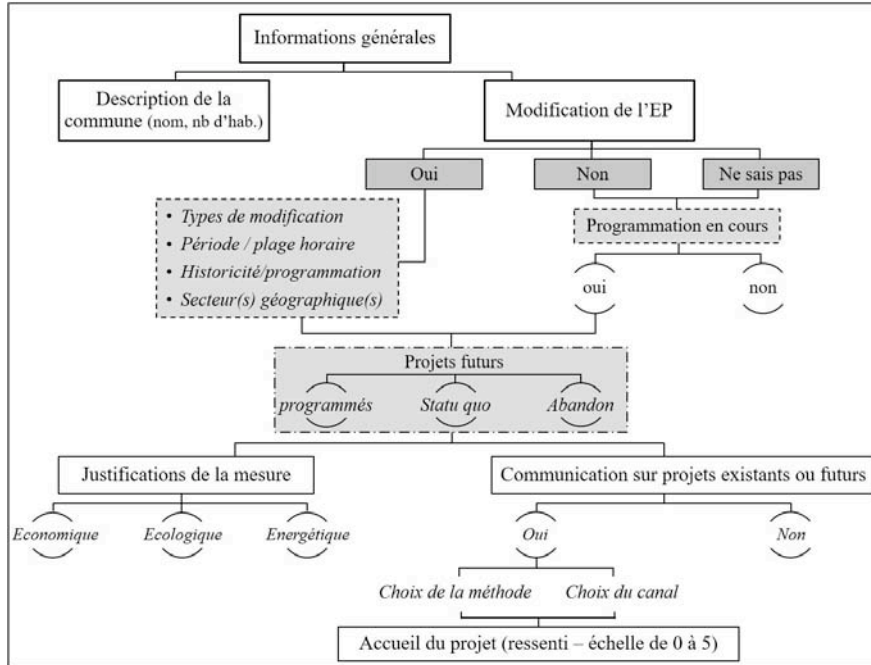 Informations générales
Description de la
commune (nom, nb d'hab.)
Modification de l'EP
Oui
Non
Ne sais pas
• Types de modification
• Période / plage horaire
• Historicité/programmation
• Secteur(s) géographique(s)
Programmation en cours
oui
non
Projets futurs
programmés
Statu quo
Abandon
Justifications de la mesure
Communication sur projets existants ou futurs
Economique
Ecologique
Energétique
Oui
Non
Choix de la méthode
Choix du canal
Accueil du projet (ressenti – échelle de 0 à 5)